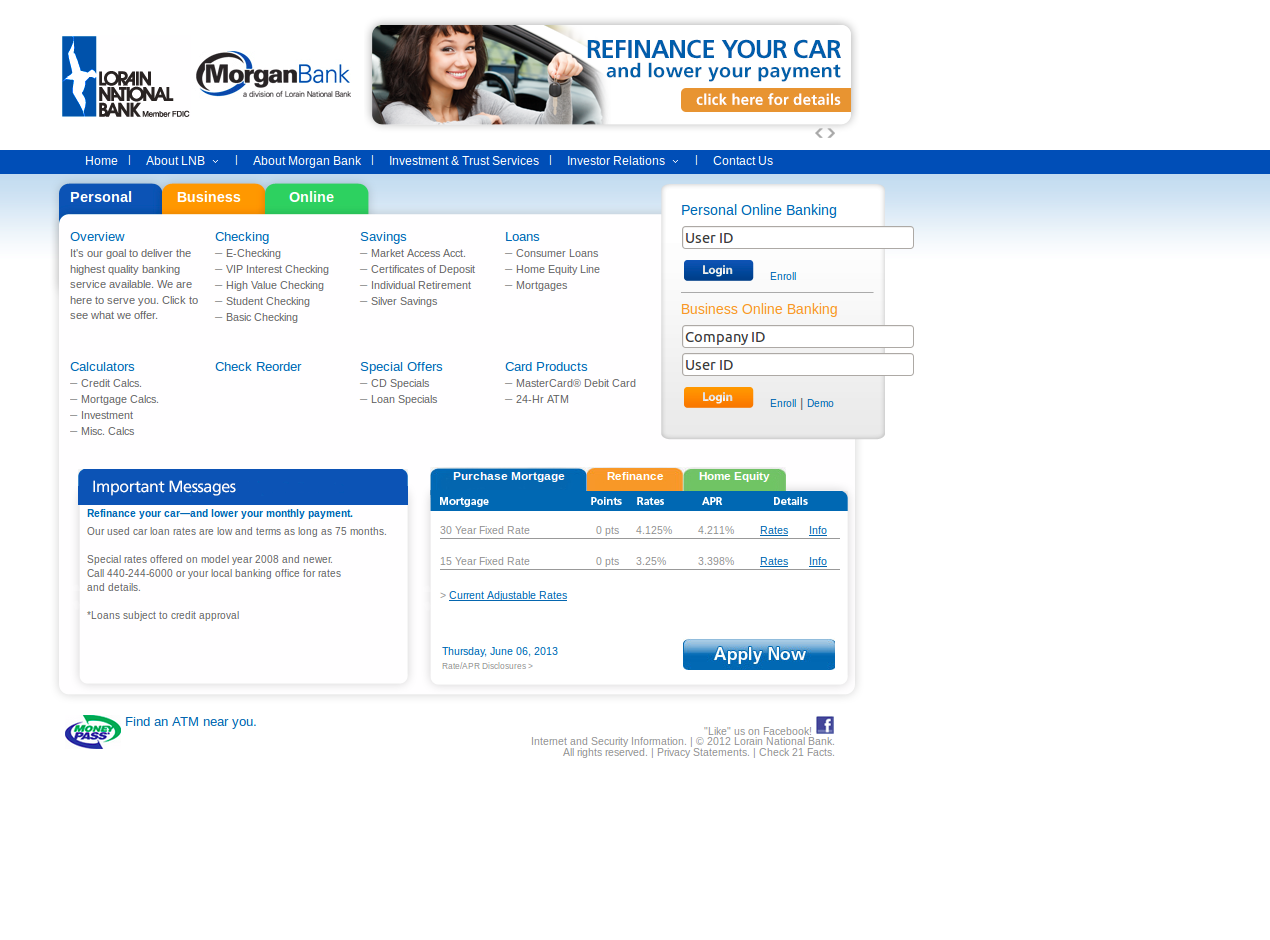 LORAIN
NATIONAL
BANK Member FDIC
MorganBank
a division of Lorain National Bank
REFINANCE YOUR CAR
and lower your payment
click here for details
Home | About LNB | About Morgan Bank | Investment & Trust Services | Investor Relations | Contact Us
Personal Business Online
Overview
It's our goal to deliver the
highest quality banking
service available. We are
here to serve you. Click to
see what we offer.
Checking
– E-Checking
– VIP Interest Checking
– High Value Checking
– Student Checking
– Basic Checking
Savings
– Market Access Acct.
– Certificates of Deposit
– Individual Retirement
– Silver Savings
Loans
– Consumer Loans
– Home Equity Line
– Mortgages
Calculators
– Credit Calcs.
– Mortgage Calcs.
– Investment
– Misc. Calcs
Check Reorder
Special Offers
– CD Specials
– Loan Specials
Card Products
– MasterCard® Debit Card
– 24-Hr ATM
Personal Online Banking
User ID
Login Enroll
Business Online Banking
Company ID
User ID
Login Enroll | Demo
Important Messages
Refinance your car—and lower your monthly payment.
Our used car loan rates are low and terms as long as 75 months.
Special rates offered on model year 2008 and newer.
Call 440-244-6000 or your local banking office for rates
and details.
*Loans subject to credit approval
Purchase Mortgage Refinance Home Equity
Mortgage Points Rates APR Details
30 Year Fixed Rate 0 pts 4.125% 4.211% Rates Info
15 Year Fixed Rate 0 pts 3.25% 3.398% Rates Info
> Current Adjustable Rates
Thursday, June 06, 2013
Rate/APR Disclosures >
Apply Now
MONEY
PASS
Find an ATM near you.
"Like" us on Facebook!
Internet and Security Information. | © 2012 Lorain National Bank.
All rights reserved. | Privacy Statements. | Check 21 Facts.